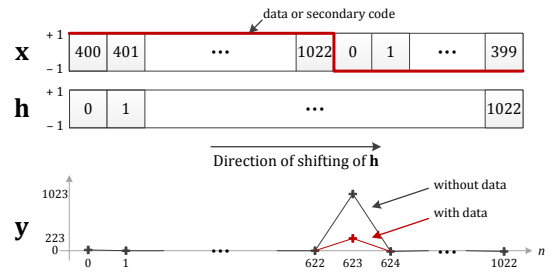 data or secondary code
+ 1
x
− 1
400 401 ⋯ 1022 0 1 ⋯ 399
+ 1
h
− 1
0 1 ⋯ 1022
Direction of shifting of h
y
1023
223
0
without data
with data
0 1 ⋯ 622 623 624 ⋯ 1022 n